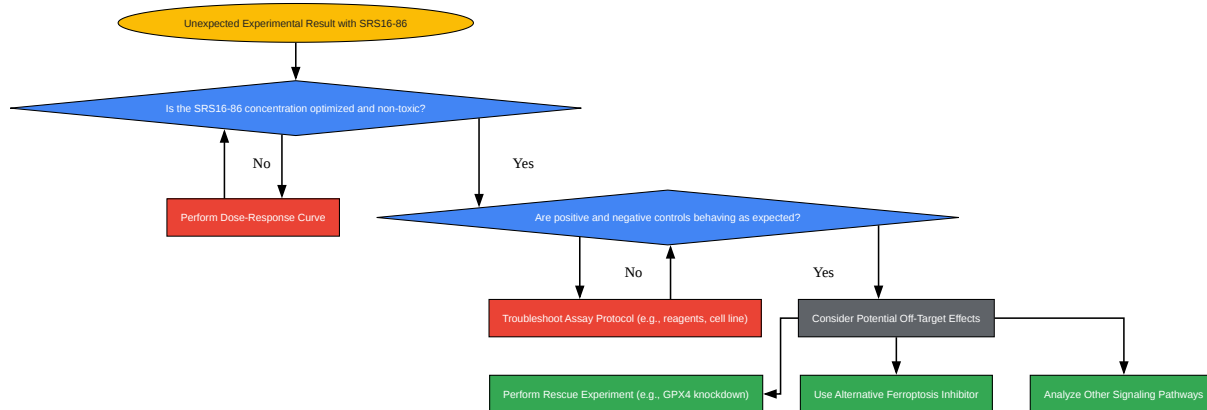 Unexpected Experimental Result with SRS16-86
Is the SRS16-86 concentration optimized and non-toxic?
No
Yes
Perform Dose-Response Curve
Are positive and negative controls behaving as expected?
No
Yes
Troubleshoot Assay Protocol (e.g., reagents, cell line)
Consider Potential Off-Target Effects
Perform Rescue Experiment (e.g., GPX4 knockdown)
Use Alternative Ferroptosis Inhibitor
Analyze Other Signaling Pathways